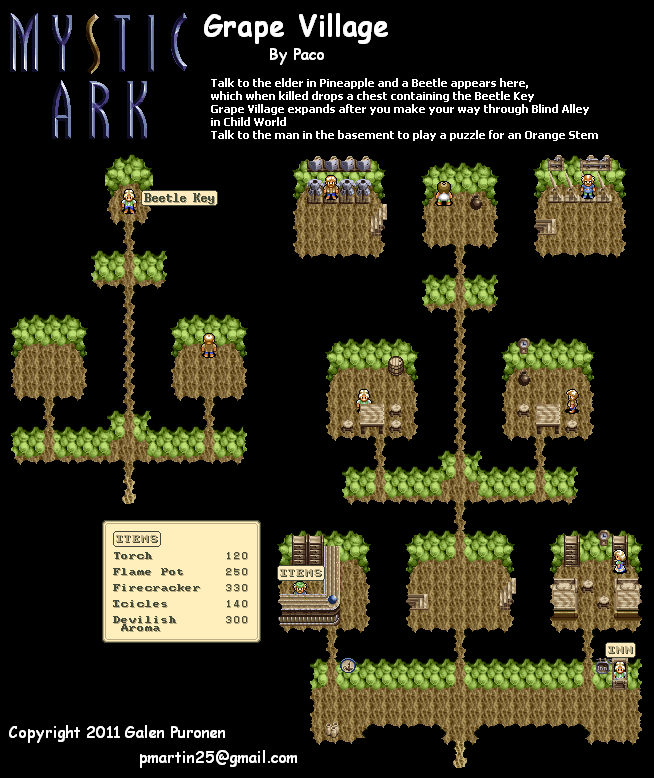 MYSTIC
ARK
Grape Village
By Paco
Talk to the elder in Pineapple and a Beetle appears here,
which when killed drops a chest containing the Beetle Key
Grape Village expands after you make your way through Blind Alley
in Child World
Talk to the man in the basement to play a puzzle for an Orange Stem
Beetle Key
ITEMS
Torch 120
Flame Pot 250
Firecracker 330
Icicles 140
Devilish 300
Aroma
ITEMS
INN
Copyright 2011 Galen Puronen
pmartin25@gmail.com